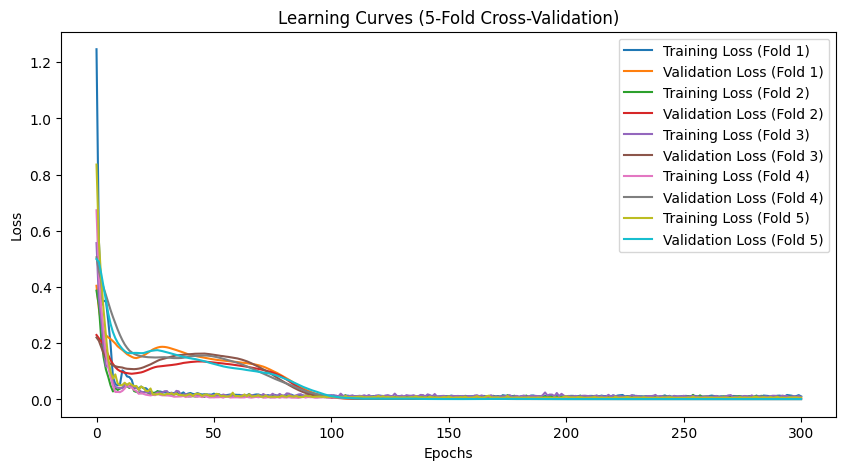 Learning Curves (5-Fold Cross-Validation)
Training Loss (Fold 1)
Validation Loss (Fold 1)
Training Loss (Fold 2)
Validation Loss (Fold 2)
Training Loss (Fold 3)
Validation Loss (Fold 3)
Training Loss (Fold 4)
Validation Loss (Fold 4)
Training Loss (Fold 5)
Validation Loss (Fold 5)
Loss
1.2
1.0
0.8
0.6
0.4
0.2
0.0
0 50 100 150 200 250 300
Epochs